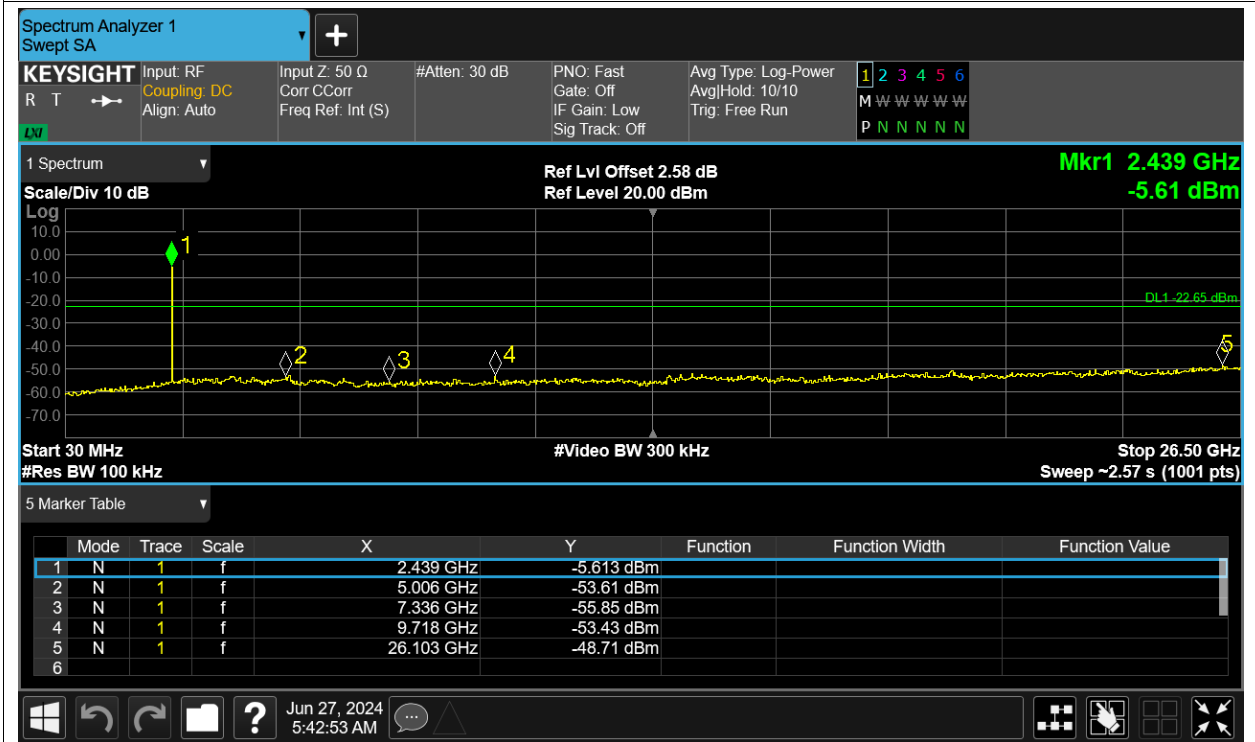 Spectrum Analyzer 1
Swept SA
+
KEYSIGHT
R T
LXI
Input: RF
Coupling: DC
Align: Auto
Input Z: 50 Ω
Corr CCorr
Freq Ref: Int (S)
#Atten: 30 dB
PNO: Fast
Gate: Off
IF Gain: Low
Sig Track: Off
Avg Type: Log-Power
Avg|Hold: 10/10
Trig: Free Run
1 2 3 4 5 6
M W W W W W
P N N N N N
1 Spectrum
Scale/Div 10 dB
Ref Lvl Offset 2.58 dB
Ref Level 20.00 dBm
Mkr1 2.439 GHz
-5.61 dBm
Log
10.0
0.00
-10.0
-20.0
-30.0
-40.0
-50.0
-60.0
-70.0
1
2
3
4
5
DL1 -22.65 dBm
Start 30 MHz
#Res BW 100 kHz
#Video BW 300 kHz
Stop 26.50 GHz
Sweep ~2.57 s (1001 pts)
5 Marker Table
Mode Trace Scale X Y Function Function Width Function Value
1 N 1 f 2.439 GHz -5.613 dBm
2 N 1 f 5.006 GHz -53.61 dBm
3 N 1 f 7.336 GHz -55.85 dBm
4 N 1 f 9.718 GHz -53.43 dBm
5 N 1 f 26.103 GHz -48.71 dBm
6
?
Jun 27, 2024
5:42:53 AM